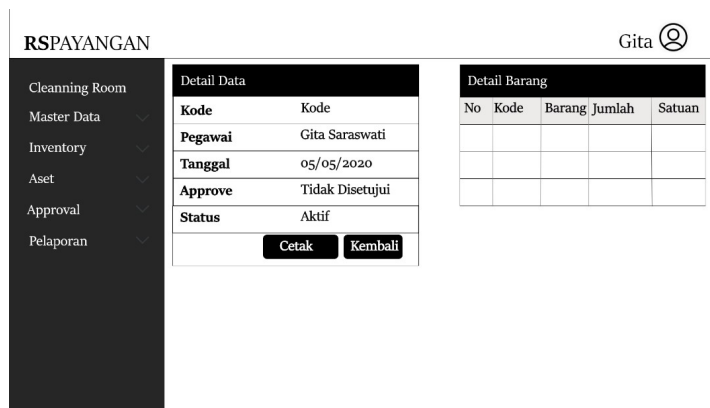 RSPAYANGAN
Gita
Cleanning Room
Master Data
Inventory
Aset
Approval
Pelaporan
Detail Data
Kode Kode
Pegawai Gita Saraswati
Tanggal 05/05/2020
Approve Tidak Disetujui
Status Aktif
Cetak Kembali
Detail Barang
No Kode Barang Jumlah Satuan